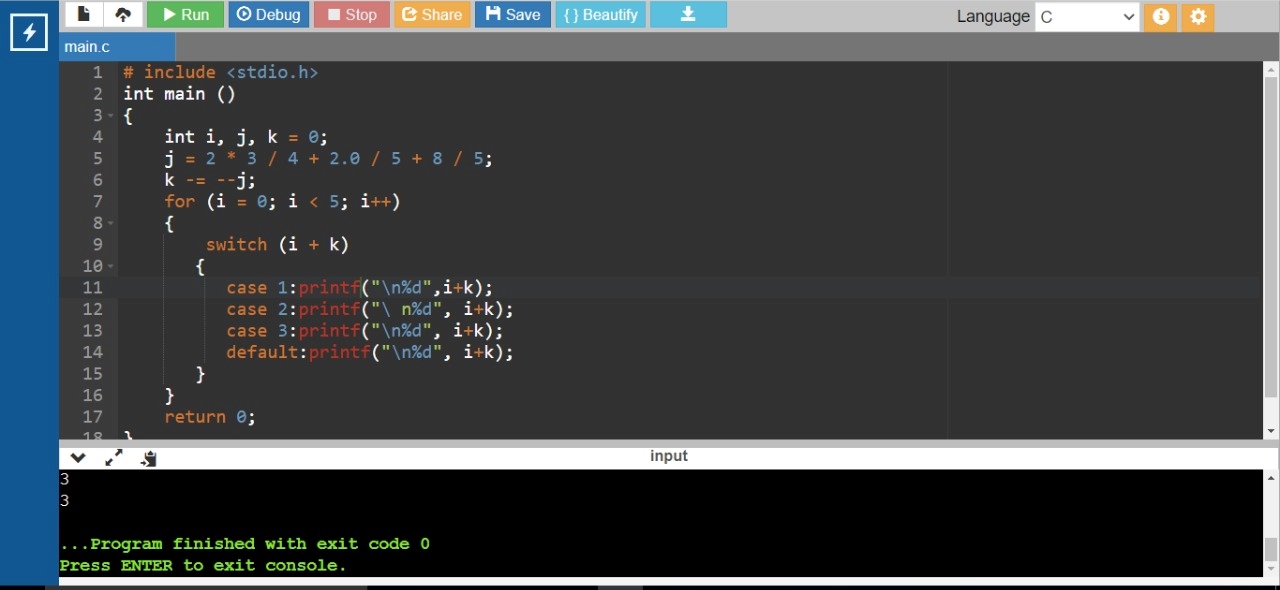 Run Debug Stop Share Save { } Beautify Language C
main.c
1 # include <stdio.h>
2 int main ()
3 {
4 int i, j, k = 0;
5 j = 2 * 3 / 4 + 2.0 / 5 + 8 / 5;
6 k -= --j;
7 for (i = 0; i < 5; i++)
8 {
9 switch (i + k)
10 {
11 case 1:printf("\n%d",i+k);
12 case 2:printf("\ n%d", i+k);
13 case 3:printf("\n%d", i+k);
14 default:printf("\n%d", i+k);
15 }
16 }
17 return 0;
18 }
input
3
3
...Program finished with exit code 0
Press ENTER to exit console.